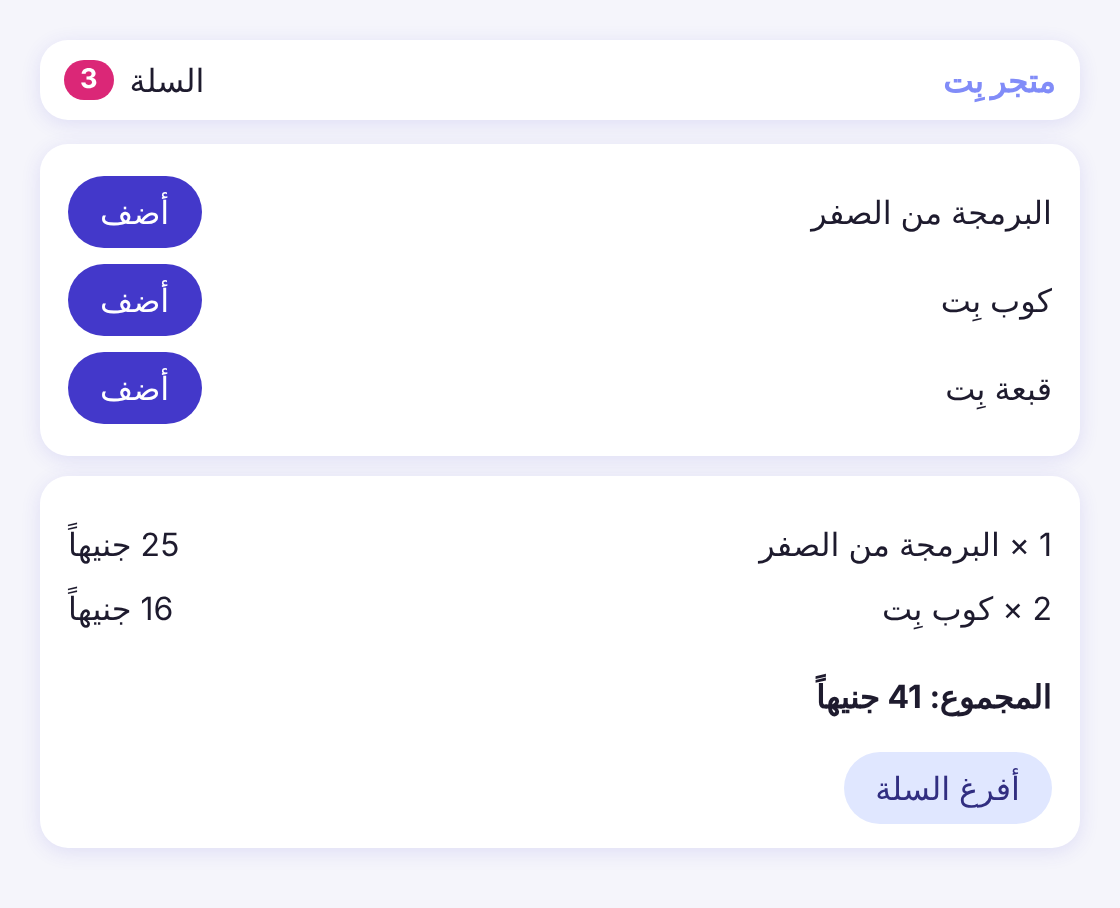 متجر بِت
السلة 3
البرمجة من الصفر أضف
كوب بِت أضف
قبعة بِت أضف
1 × البرمجة من الصفر 25 جنيهاً
2 × كوب بِت 16 جنيهاً
المجموع: 41 جنيهاً
أفرغ السلة